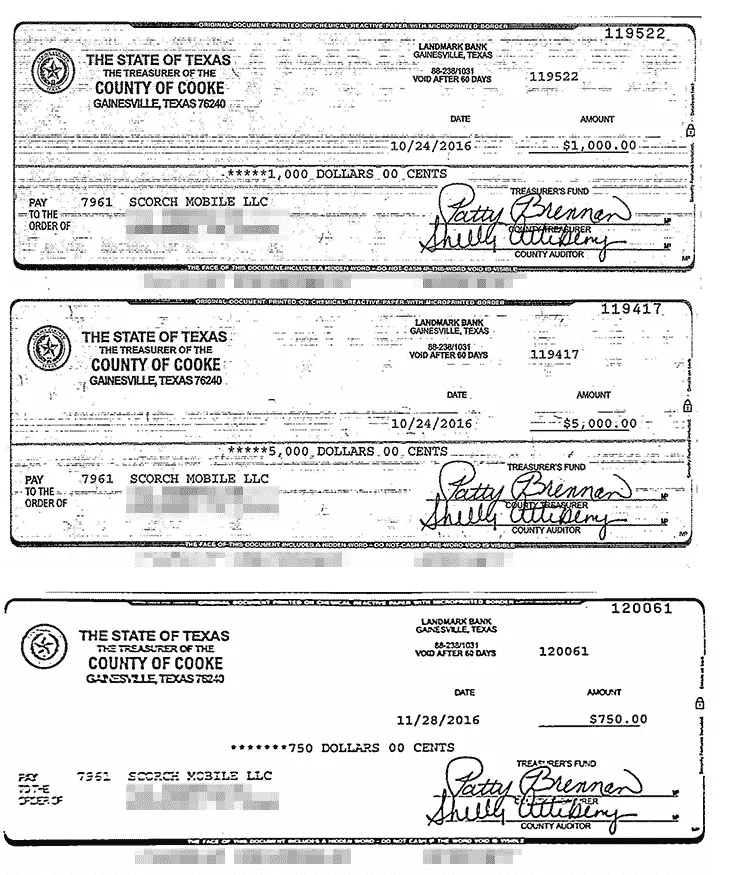 ORIGINAL DOCUMENT PRINTED ON CHEMICAL REACTIVE PAPER WITH MICROPRINTED BORDER
119522
THE STATE OF TEXAS
THE TREASURER OF THE
COUNTY OF COOKE
GAINESVILLE, TEXAS 76240
LANDMARK BANK
GAINESVILLE, TEXAS
88-238/1031
VOID AFTER 60 DAYS
119522
DATE AMOUNT
10/24/2016 $1,000.00
*****1,000 DOLLARS 00 CENTS
PAY
TO THE
ORDER OF
7961 SCORCH MOBILE LLC
TREASURER'S FUND
Patty Brennan
MP
COUNTY TREASURER
Shelly Atteberry
COUNTY AUDITOR
MP
THE FACE OF THIS DOCUMENT INCLUDES A HIDDEN WORD - DO NOT CASH IF THE WORD VOID IS VISIBLE
ORIGINAL DOCUMENT PRINTED ON CHEMICAL REACTIVE PAPER WITH MICROPRINTED BORDER
119417
THE STATE OF TEXAS
THE TREASURER OF THE
COUNTY OF COOKE
GAINESVILLE, TEXAS 76240
LANDMARK BANK
GAINESVILLE, TEXAS
88-238/1031
VOID AFTER 60 DAYS
119417
DATE AMOUNT
10/24/2016 $5,000.00
*****5,000 DOLLARS 00 CENTS
PAY
TO THE
ORDER OF
7961 SCORCH MOBILE LLC
TREASURER'S FUND
Patty Brennan
MP
COUNTY TREASURER
Shelly Atteberry
COUNTY AUDITOR
MP
THE FACE OF THIS DOCUMENT INCLUDES A HIDDEN WORD - DO NOT CASH IF THE WORD VOID IS VISIBLE
ORIGINAL DOCUMENT PRINTED ON CHEMICAL REACTIVE PAPER WITH MICROPRINTED BORDER
120061
THE STATE OF TEXAS
THE TREASURER OF THE
COUNTY OF COOKE
GAINESVILLE, TEXAS 76240
LANDMARK BANK
GAINESVILLE, TEXAS
88-238/1031
VOID AFTER 60 DAYS
120061
DATE AMOUNT
11/28/2016 $750.00
*******750 DOLLARS 00 CENTS
PAY
TO THE
ORDER OF
7961 SCORCH MOBILE LLC
TREASURER'S FUND
Patty Brennan
MP
COUNTY TREASURER
Shelly Atteberry
COUNTY AUDITOR
MP
THE FACE OF THIS DOCUMENT INCLUDES A HIDDEN WORD - DO NOT CASH IF THE WORD VOID IS VISIBLE